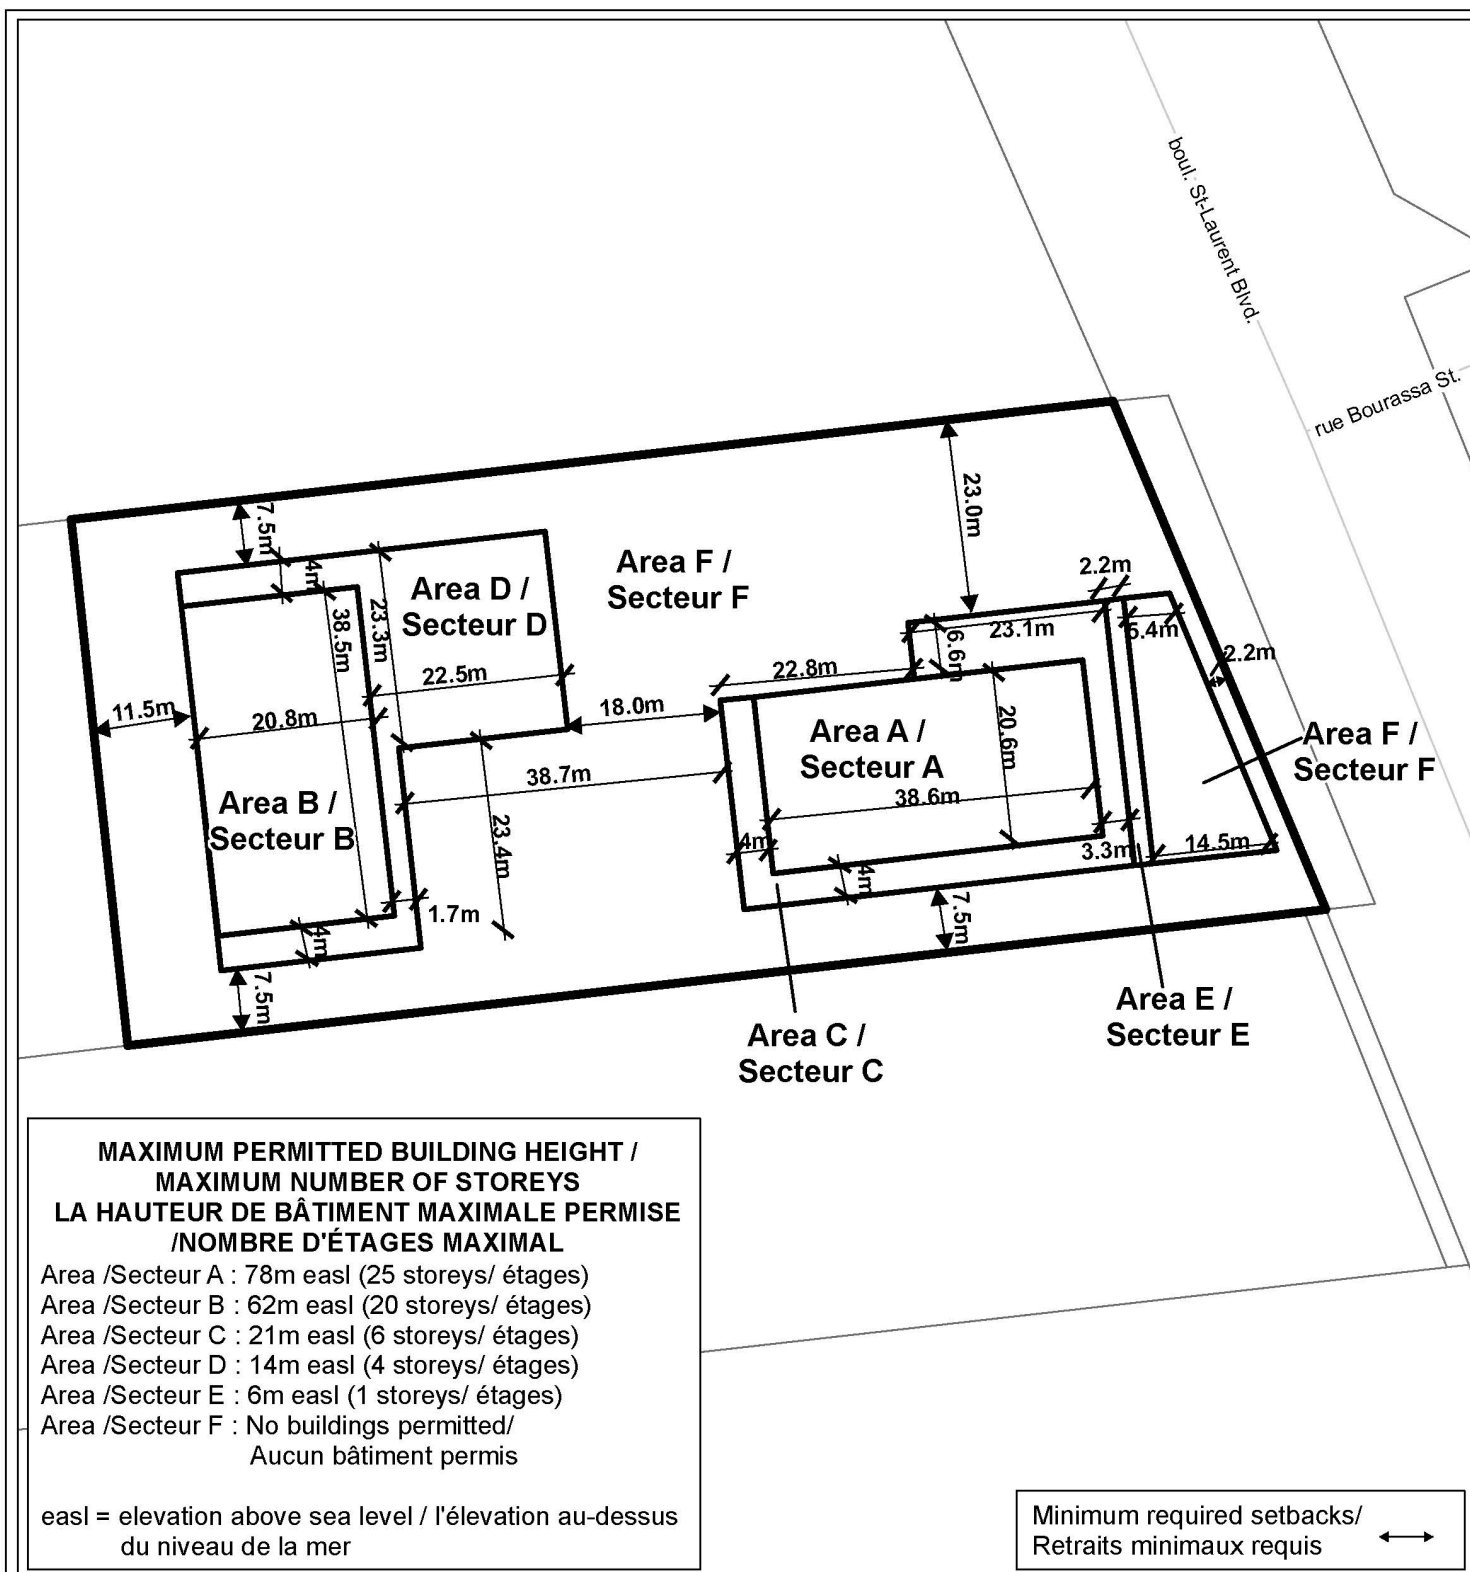 boul. St-Laurent Blvd.
rue Bourassa St.
23.0m
7.5m
4m
Area F /
Secteur F
2.2m
Area D /
Secteur D
38.5m
23.3m
23.1m
6.6m
5.4m
2.2m
22.5m
22.8m
11.5m
20.8m
18.0m
Area A /
Secteur A
20.6m
Area F /
Secteur F
38.7m
38.6m
Area B /
Secteur B
23.4m
4m
3.3m
14.5m
4m
1.7m
7.5m
4m
7.5m
Area E /
Secteur E
Area C /
Secteur C
MAXIMUM PERMITTED BUILDING HEIGHT /
MAXIMUM NUMBER OF STOREYS
LA HAUTEUR DE BÂTIMENT MAXIMALE PERMISE
/NOMBRE D'ÉTAGES MAXIMAL
Area /Secteur A : 78m easl (25 storeys/ étages)
Area /Secteur B : 62m easl (20 storeys/ étages)
Area /Secteur C : 21m easl (6 storeys/ étages)
Area /Secteur D : 14m easl (4 storeys/ étages)
Area /Secteur E : 6m easl (1 storeys/ étages)
Area /Secteur F : No buildings permitted/
Aucun bâtiment permis
easl = elevation above sea level / l'élevation au-dessus
du niveau de la mer
Minimum required setbacks/
Retraits minimaux requis